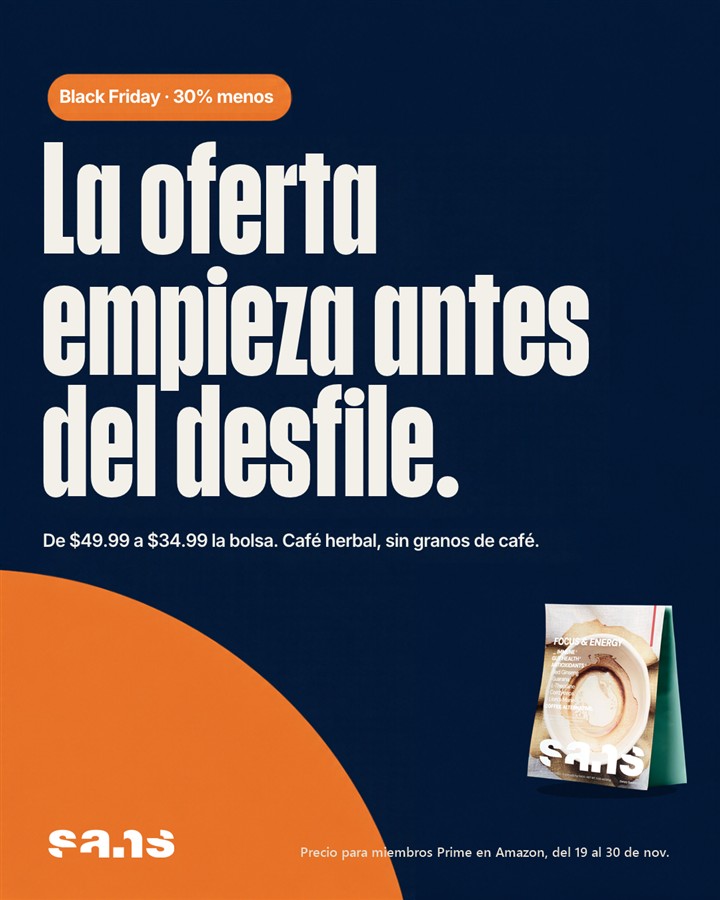 Black Friday · 30% menos
La oferta
empieza antes
del desfile.
De $49.99 a $34.99 la bolsa. Café herbal, sin granos de café.
FOCUS & ENERGY
ANTIOXIDANTS
sans
sans
Precio para miembros Prime en Amazon, del 19 al 30 de nov.